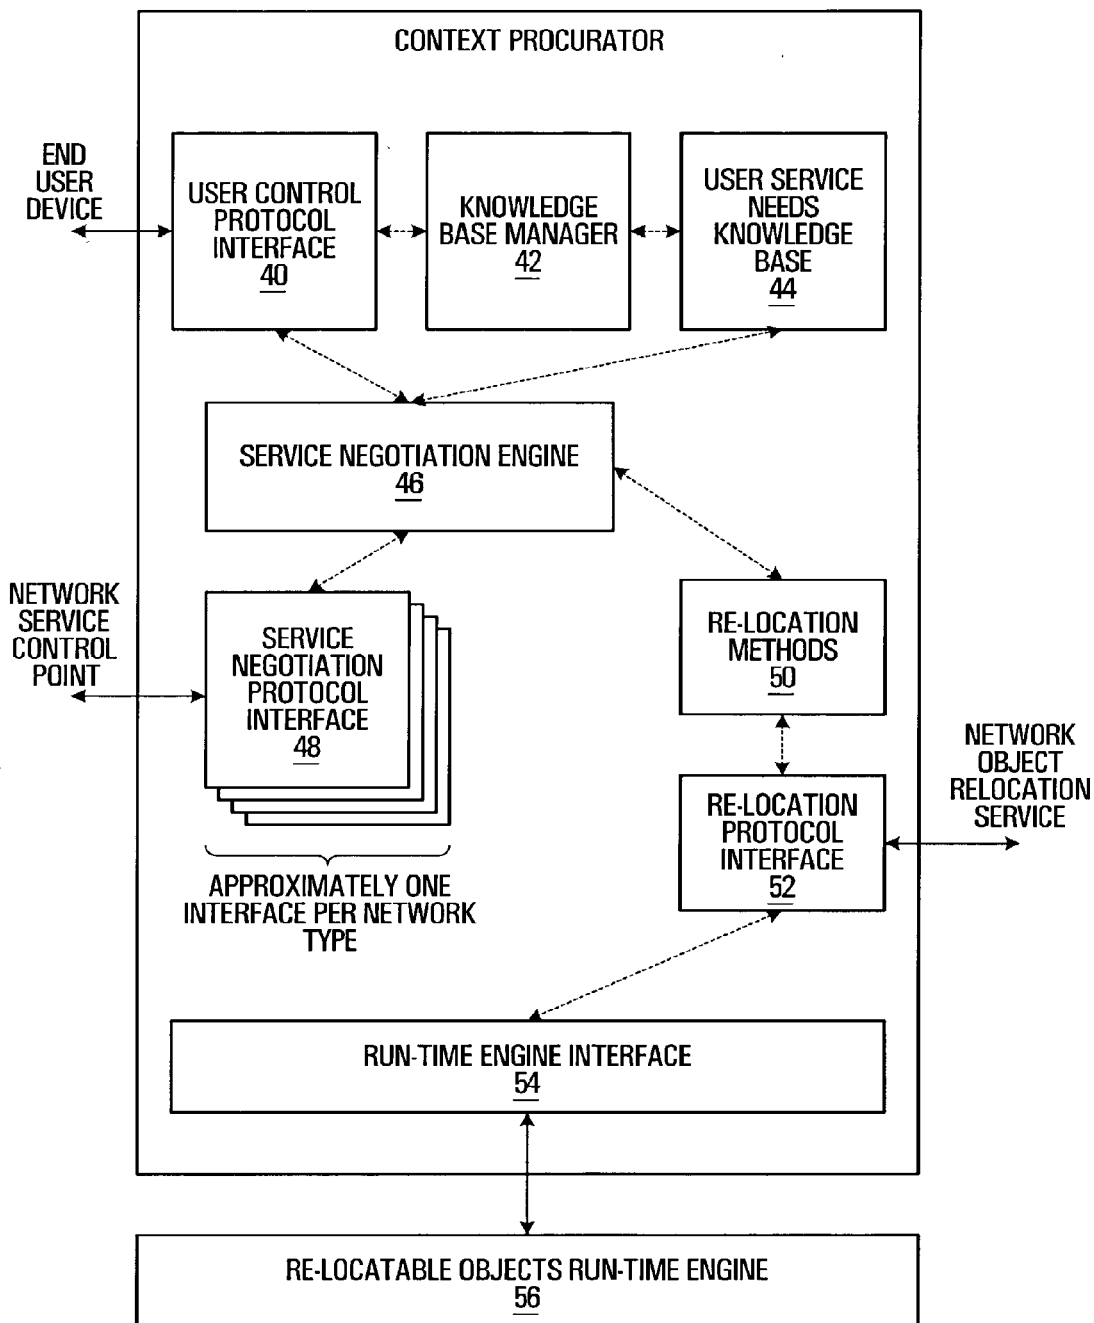 CONTEXT PROCURATOR
END
USER
DEVICE
USER CONTROL
PROTOCOL
INTERFACE
40
KNOWLEDGE
BASE MANAGER
42
USER SERVICE
NEEDS
KNOWLEDGE
BASE
44
SERVICE NEGOTIATION ENGINE
46
NETWORK
SERVICE
CONTROL
POINT
SERVICE
NEGOTIATION
PROTOCOL
INTERFACE
48
RE-LOCATION
METHODS
50
NETWORK
OBJECT
RELOCATION
SERVICE
RE-LOCATION
PROTOCOL
INTERFACE
52
APPROXIMATELY ONE
INTERFACE PER NETWORK
TYPE
RUN-TIME ENGINE INTERFACE
54
RE-LOCATABLE OBJECTS RUN-TIME ENGINE
56